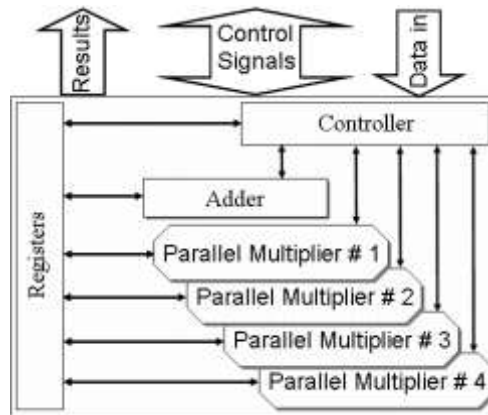 Results
Control
Signals
Data in
Controller
Registers
Adder
Parallel Multiplier # 1
Parallel Multiplier # 2
Parallel Multiplier # 3
Parallel Multiplier # 4